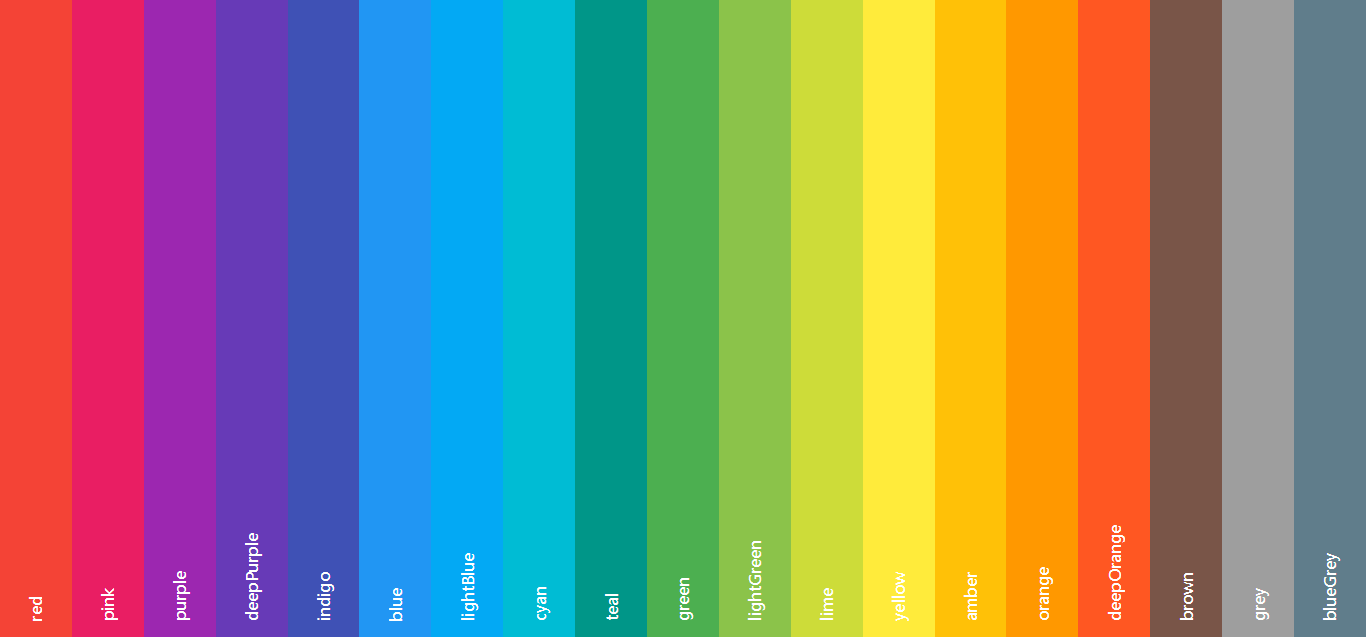 red
pink
purple
deepPurple
indigo
blue
lightBlue
cyan
teal
green
lightGreen
lime
yellow
amber
orange
deepOrange
brown
grey
blueGrey